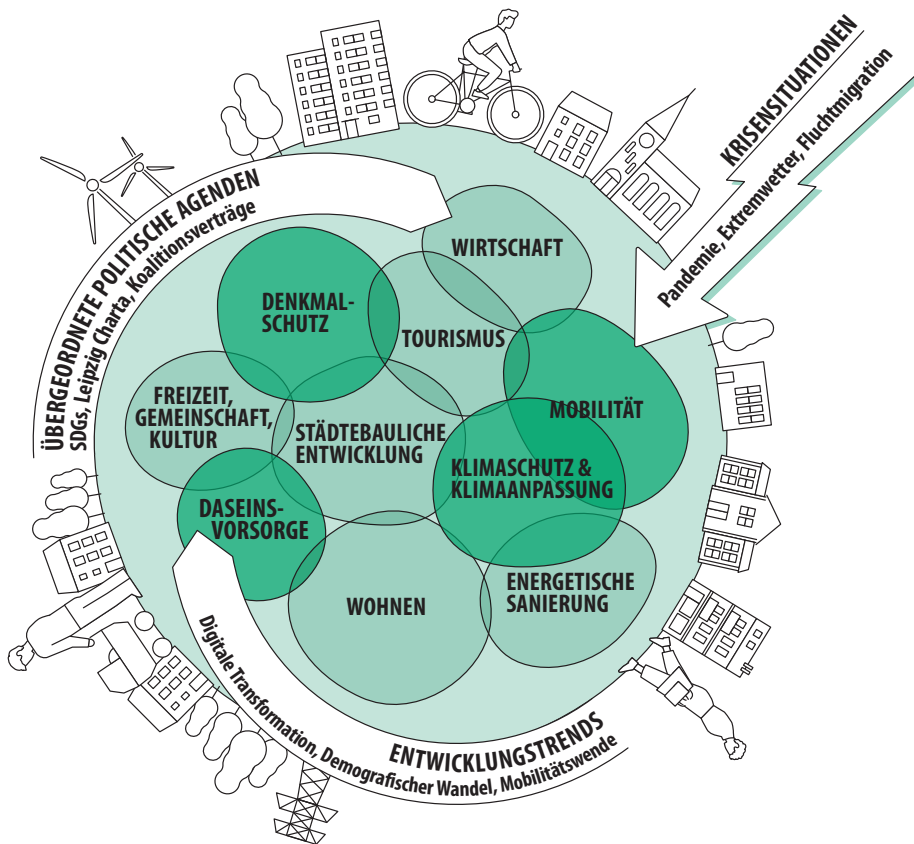 KRISENSITUATIONEN
Pandemie, Extremwetter, Fluchtmigration
ÜBERGEORDNETE POLITISCHE AGENDEN
SDGs, Leipzig Charta, Koalitionsverträge
WIRTSCHAFT
DENKMAL-
SCHUTZ
TOURISMUS
FREIZEIT,
GEMEINSCHAFT,
KULTUR
STÄDTEBAULICHE
ENTWICKLUNG
MOBILITÄT
KLIMASCHUTZ &
KLIMAANPASSUNG
DASEINS-
VORSORGE
WOHNEN
ENERGETISCHE
SANIERUNG
ENTWICKLUNGSTRENDS
Digitale Transformation, Demografischer Wandel, Mobilitätswende